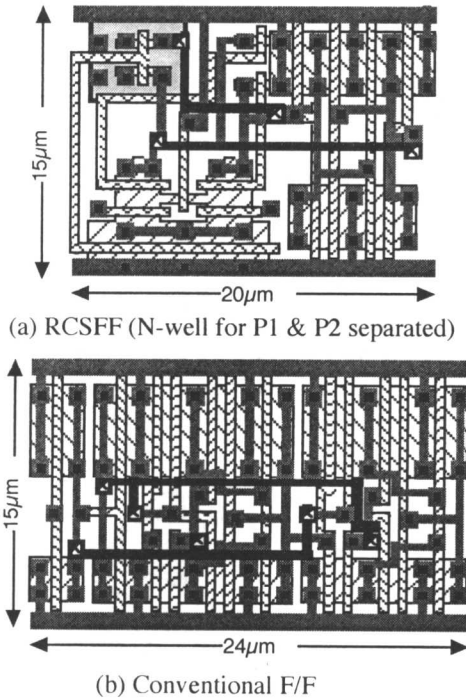 15μm
20μm
(a) RCSFF (N-well for P1 & P2 separated)
15μm
24μm
(b) Conventional F/F